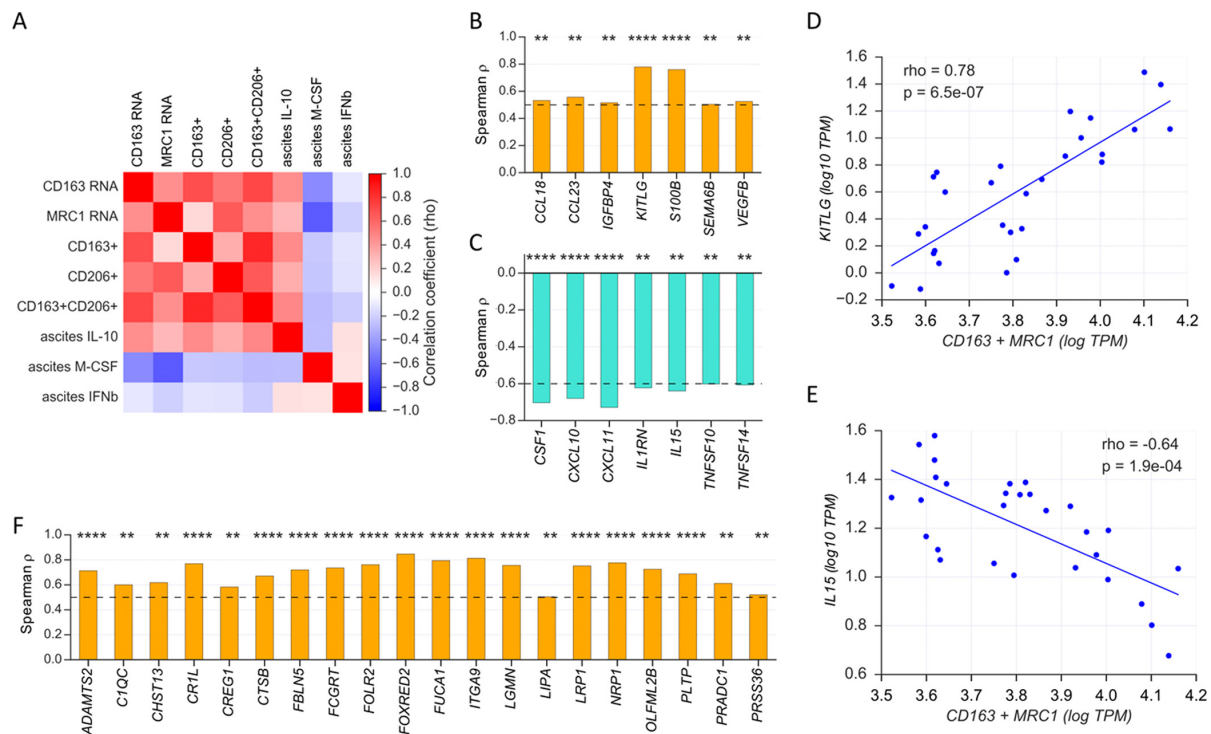 A
CD163 RNA
MRC1 RNA
CD163+
CD206+
CD163+CD206+
ascites IL-10
ascites M-CSF
ascites IFNb
CD163 RNA
MRC1 RNA
CD163+
CD206+
CD163+CD206+
ascites IL-10
ascites M-CSF
ascites IFNb
1.0
0.8
0.6
0.4
0.2
0.0
−0.2
−0.4
−0.6
−0.8
−1.0
Correlation coefficient (rho)
B
** ** ** **** **** ** **
Spearman ρ
1.0
0.8
0.6
0.4
0.2
0.0
CCL18
CCL23
IGFBP4
KITLG
S100B
SEMA6B
VEGFB
C
**** **** **** ** ** ** **
Spearman ρ
0.0
−0.2
−0.4
−0.6
−0.8
CSF1
CXCL10
CXCL11
IL1RN
IL15
TNFSF10
TNFSF14
D
rho = 0.78
p = 6.5e-07
KITLG (log10 TPM)
1.6
1.4
1.2
1.0
0.8
0.6
0.4
0.2
0.0
−0.2
3.5 3.6 3.7 3.8 3.9 4.0 4.1 4.2
CD163 + MRC1 (log TPM)
E
rho = -0.64
p = 1.9e-04
IL15 (log10 TPM)
1.6
1.4
1.2
1.0
0.8
0.6
3.5 3.6 3.7 3.8 3.9 4.0 4.1 4.2
CD163 + MRC1 (log TPM)
F
**** ** ** **** ** **** **** **** **** **** **** **** **** ** **** **** **** **** ** **
Spearman ρ
1.0
0.8
0.6
0.4
0.2
0.0
ADAMTS2
C1QC
CHST13
CR1L
CREG1
CTSB
FBLN5
FCGRT
FOLR2
FOXRED2
FUCA1
ITGA9
LGMN
LIPA
LRP1
NRP1
OLFML2B
PLTP
PRADC1
PRSS36